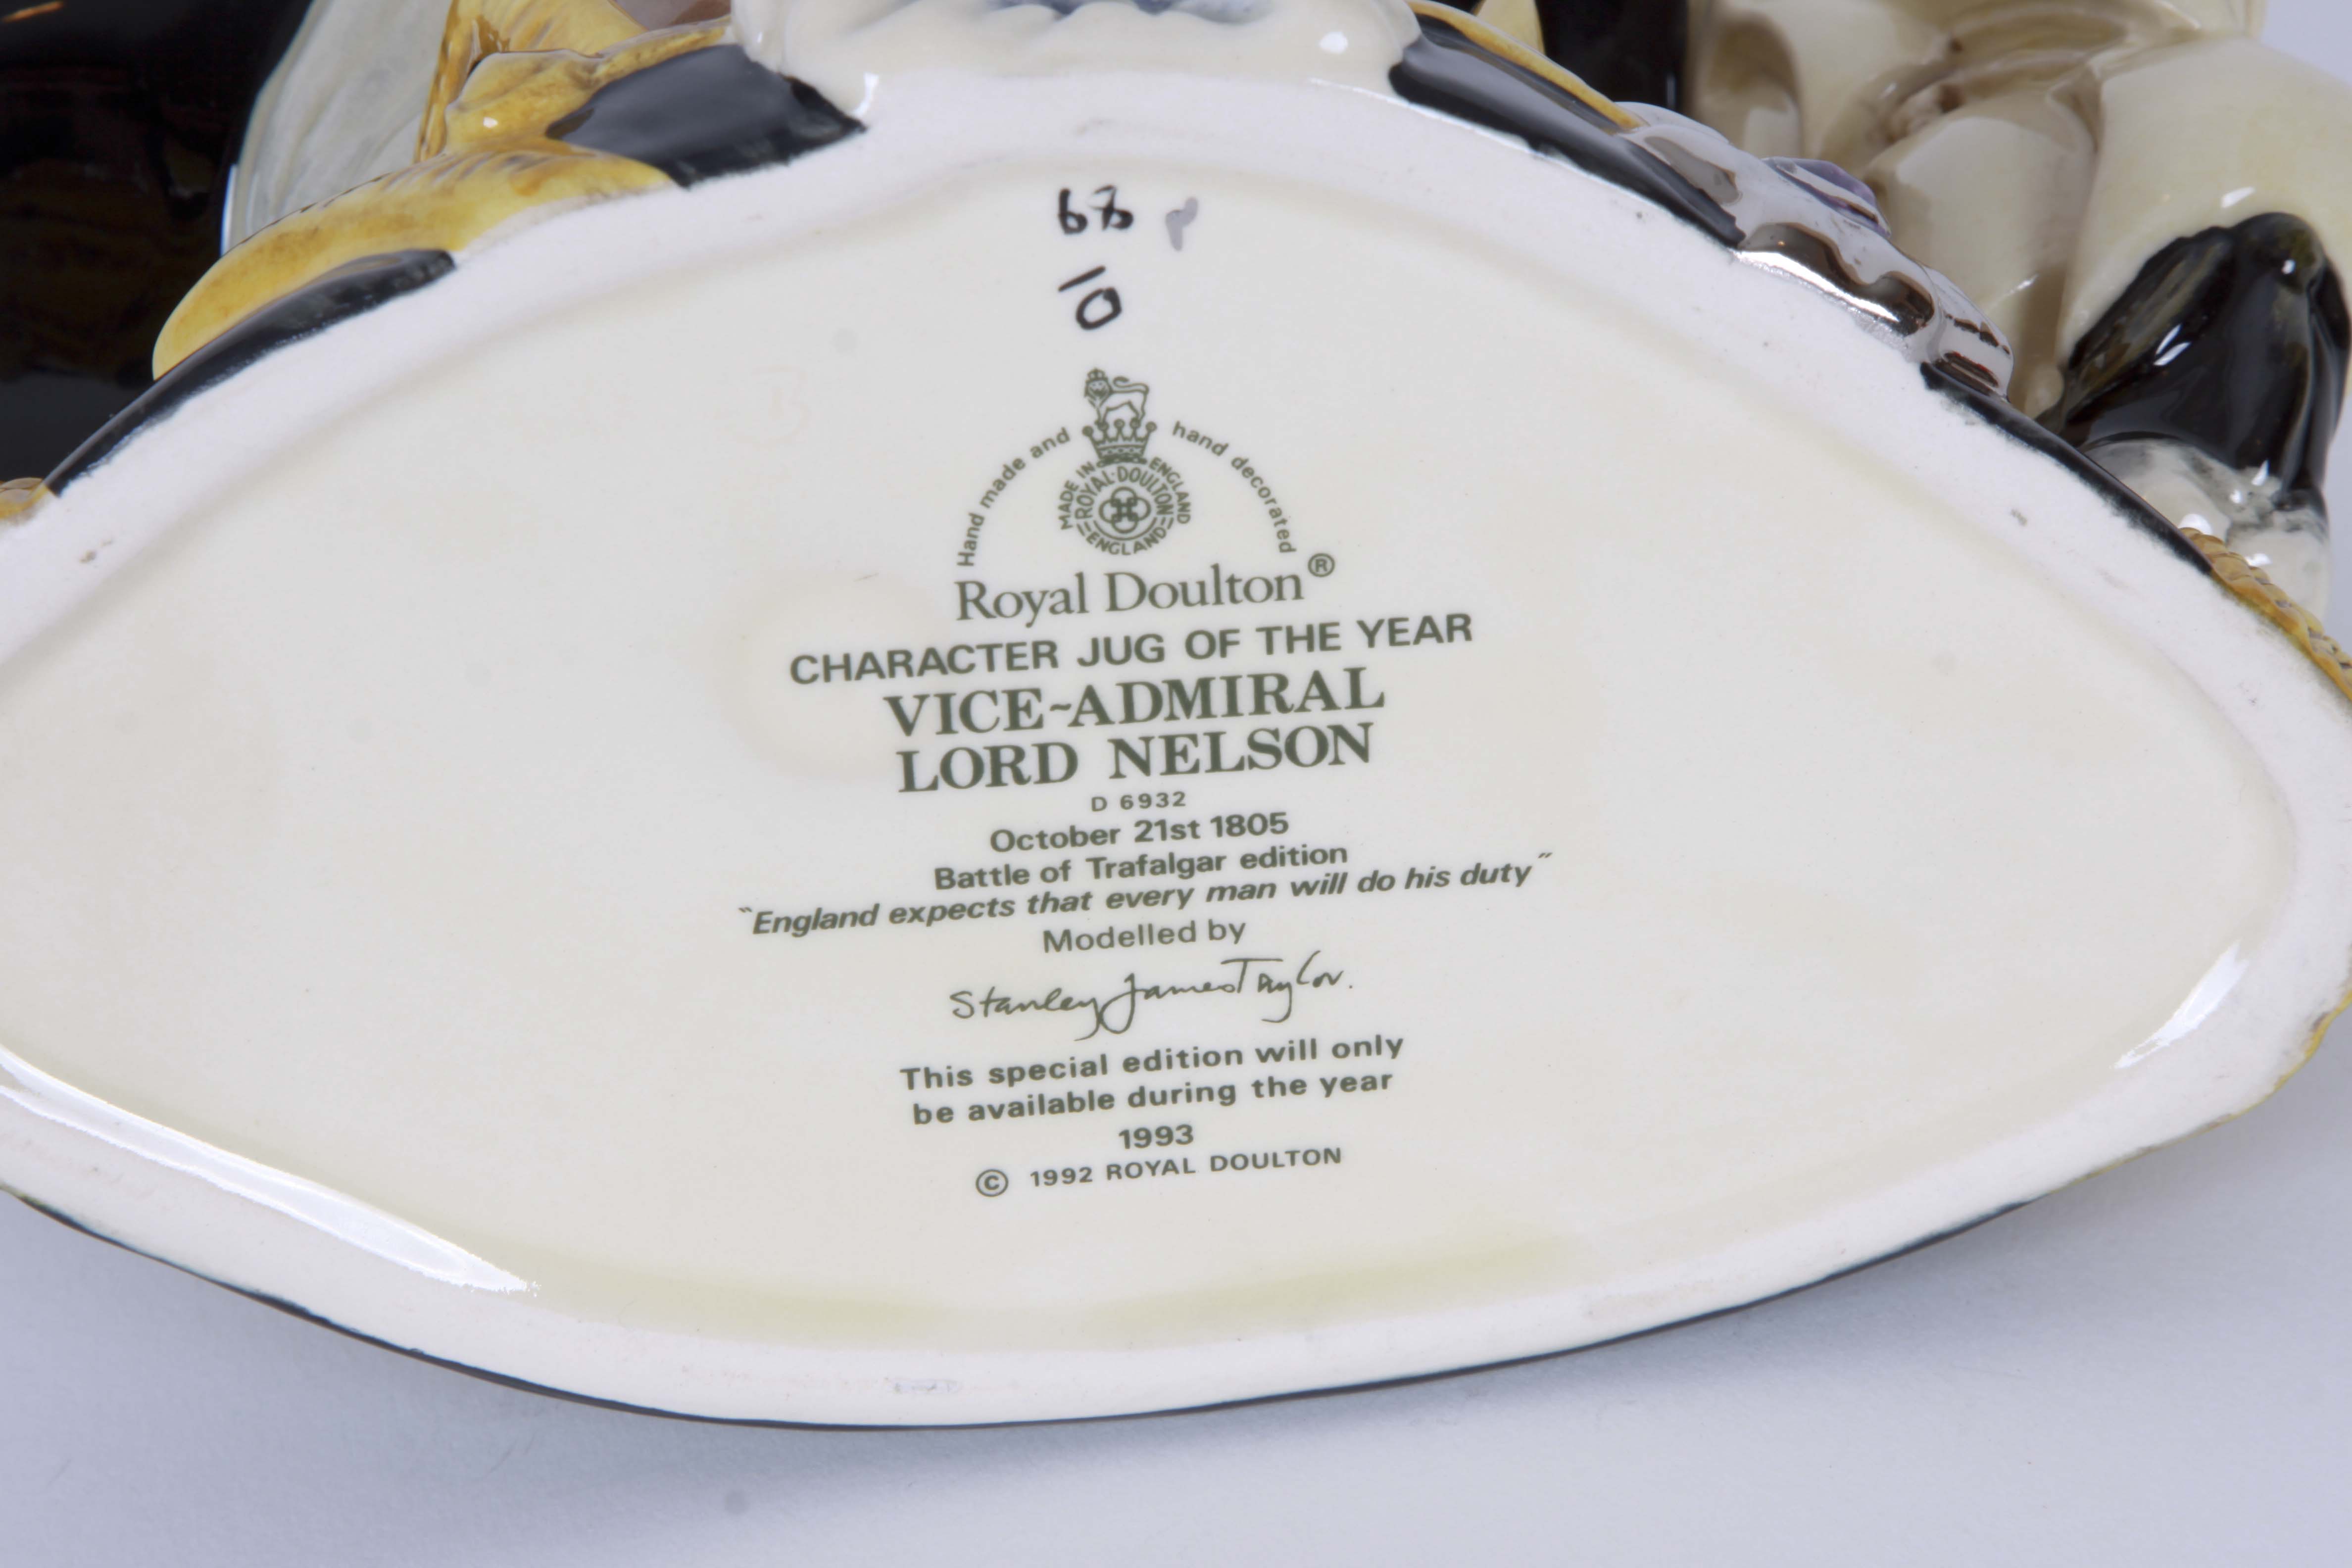 68
10
Hand made and hand decorated
MADE IN ENGLAND
ROYAL·DOULTON
ENGLAND
Royal Doulton®
CHARACTER JUG OF THE YEAR
VICE~ADMIRAL
LORD NELSON
D 6932
October 21st 1805
Battle of Trafalgar edition
"England expects that every man will do his duty"
Modelled by
Stanley James Taylor.
This special edition will only
be available during the year
1993
© 1992 ROYAL DOULTON